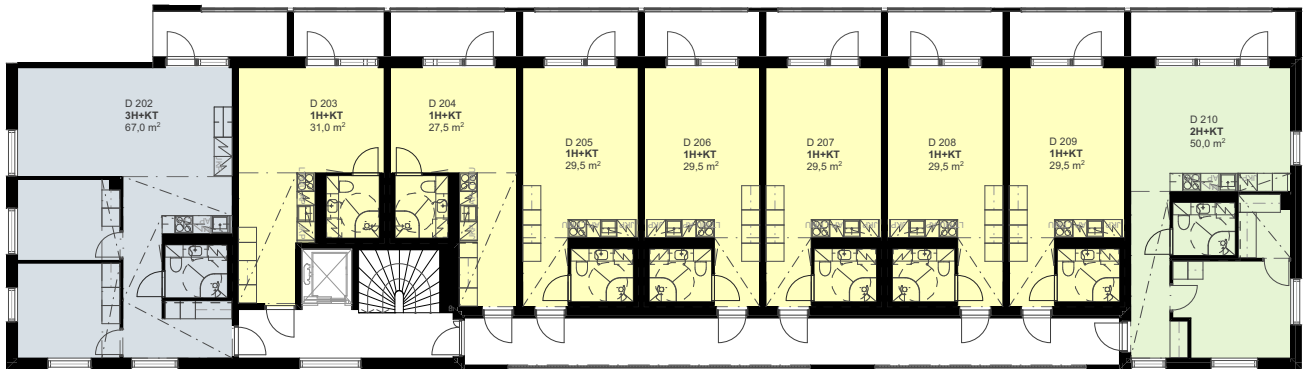 D 202
3H+KT
67,0 m²
D 203
1H+KT
31,0 m²
D 204
1H+KT
27,5 m²
D 205
1H+KT
29,5 m²
D 206
1H+KT
29,5 m²
D 207
1H+KT
29,5 m²
D 208
1H+KT
29,5 m²
D 209
1H+KT
29,5 m²
D 210
2H+KT
50,0 m²